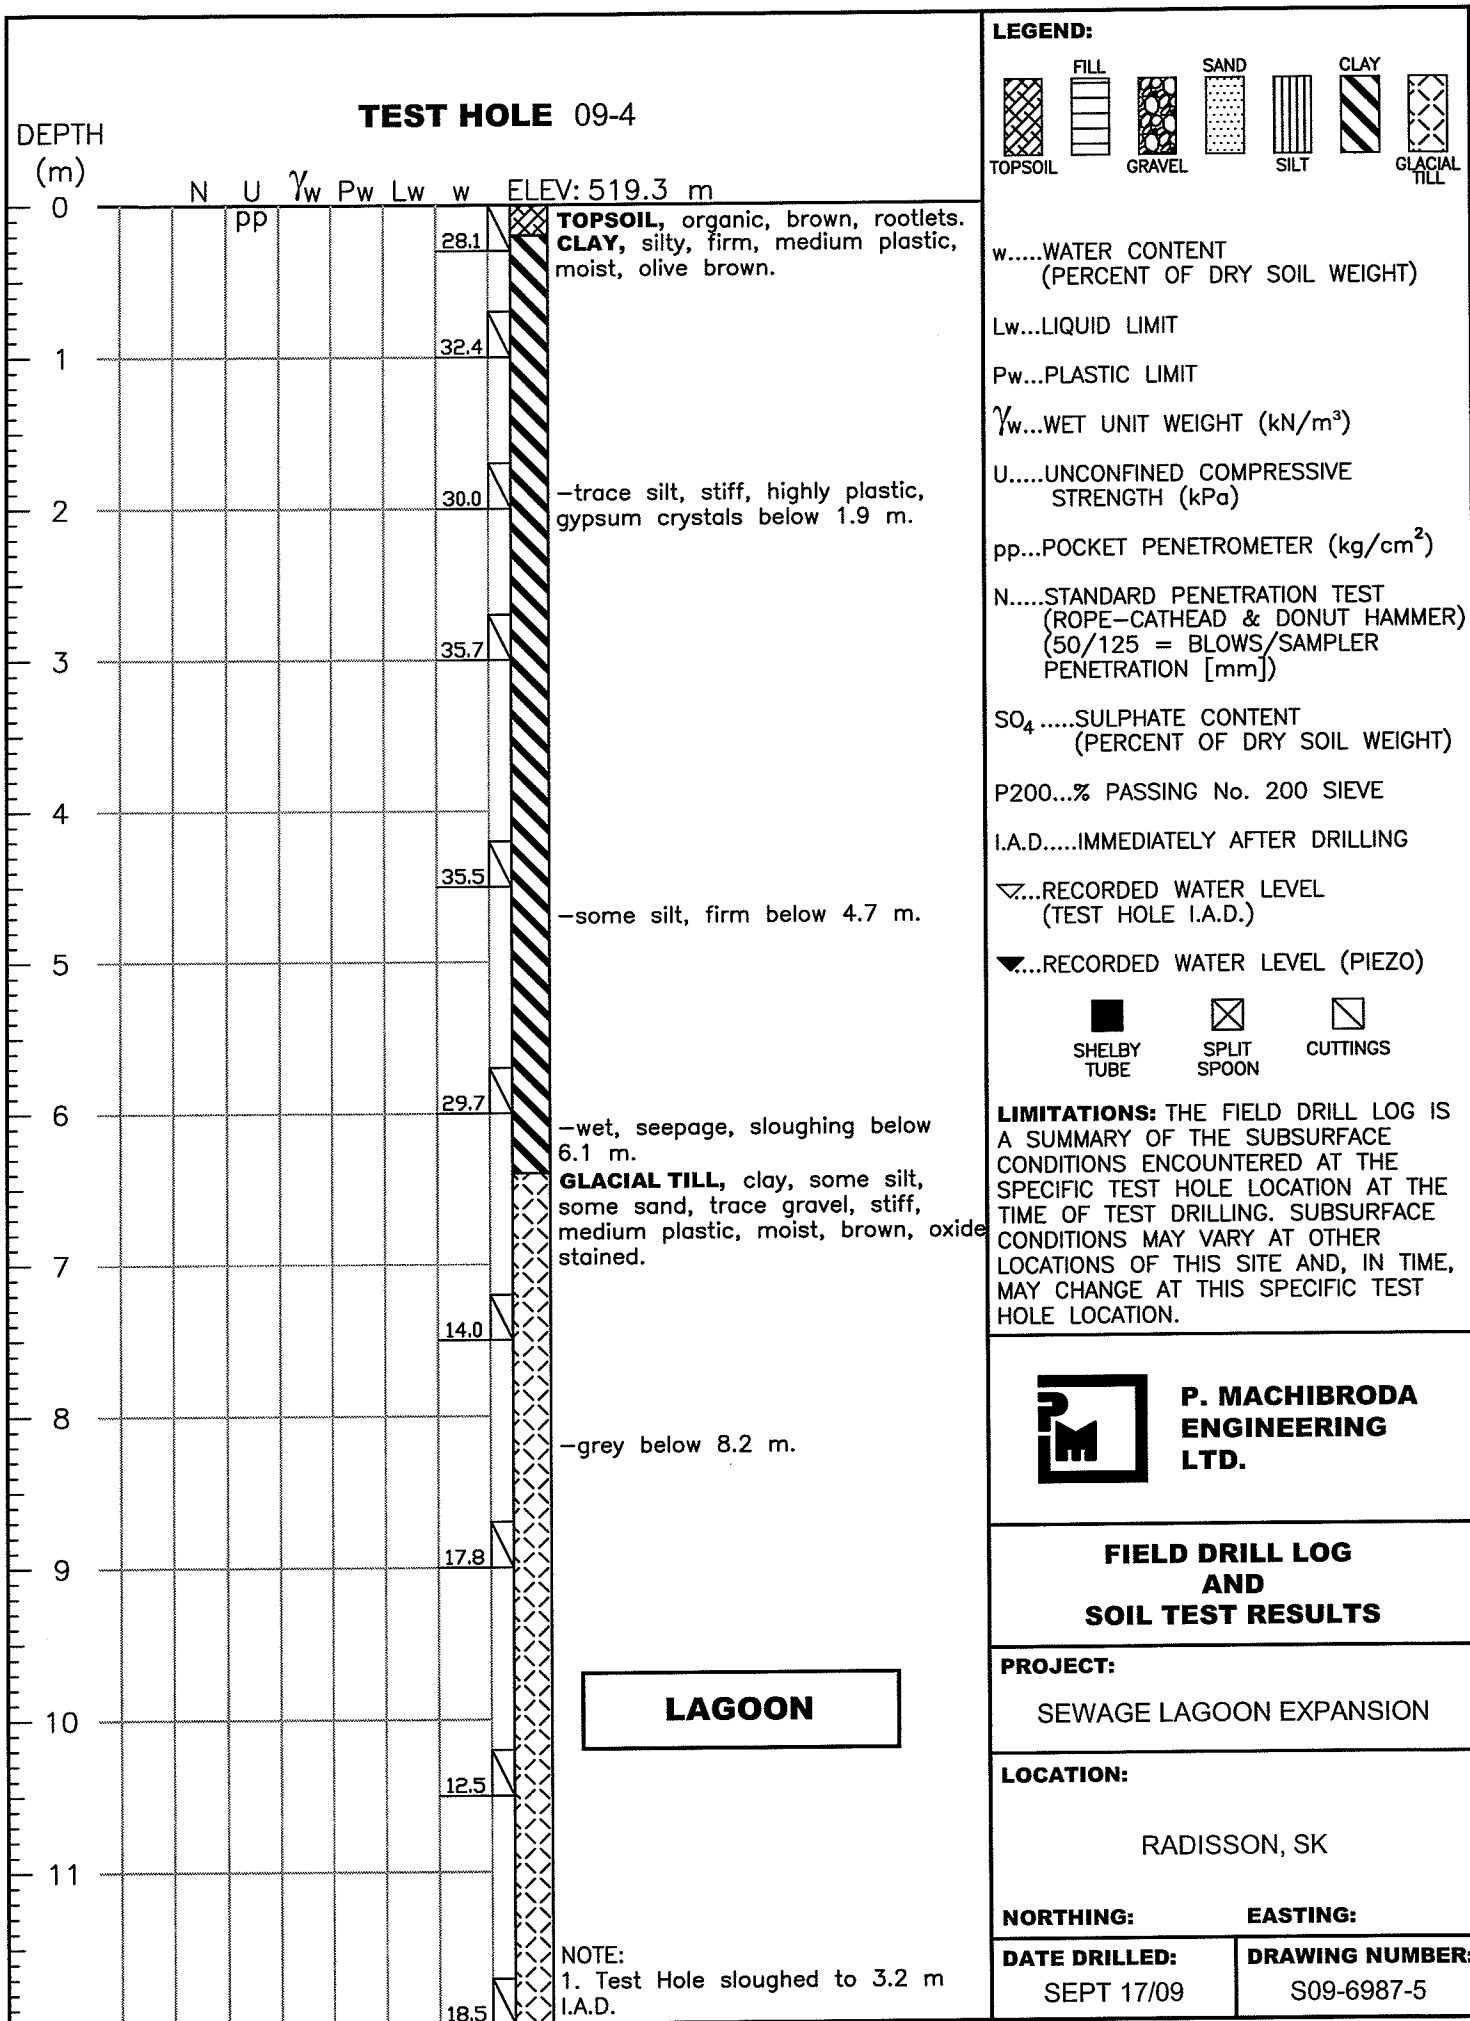 TEST HOLE 09-4
DEPTH
(m)
N U γw Pw Lw w ELEV: 519.3 m
pp
0
1
2
3
4
5
6
7
8
9
10
11
28.1
32.4
30.0
35.7
35.5
29.7
14.0
17.8
12.5
18.5
TOPSOIL, organic, brown, rootlets.
CLAY, silty, firm, medium plastic,
moist, olive brown.
-trace silt, stiff, highly plastic,
gypsum crystals below 1.9 m.
-some silt, firm below 4.7 m.
-wet, seepage, sloughing below
6.1 m.
GLACIAL TILL, clay, some silt,
some sand, trace gravel, stiff,
medium plastic, moist, brown, oxide
stained.
-grey below 8.2 m.
LAGOON
NOTE:
1. Test Hole sloughed to 3.2 m
I.A.D.
LEGEND:
FILL SAND CLAY
TOPSOIL GRAVEL SILT GLACIAL
TILL
w.....WATER CONTENT
(PERCENT OF DRY SOIL WEIGHT)
Lw...LIQUID LIMIT
Pw...PLASTIC LIMIT
γw...WET UNIT WEIGHT (kN/m³)
U.....UNCONFINED COMPRESSIVE
STRENGTH (kPa)
pp...POCKET PENETROMETER (kg/cm²)
N.....STANDARD PENETRATION TEST
(ROPE-CATHEAD & DONUT HAMMER)
(50/125 = BLOWS/SAMPLER
PENETRATION [mm])
SO₄.....SULPHATE CONTENT
(PERCENT OF DRY SOIL WEIGHT)
P200...% PASSING No. 200 SIEVE
I.A.D.....IMMEDIATELY AFTER DRILLING
▽...RECORDED WATER LEVEL
(TEST HOLE I.A.D.)
▼...RECORDED WATER LEVEL (PIEZO)
SHELBY SPLIT CUTTINGS
TUBE SPOON
LIMITATIONS: THE FIELD DRILL LOG IS
A SUMMARY OF THE SUBSURFACE
CONDITIONS ENCOUNTERED AT THE
SPECIFIC TEST HOLE LOCATION AT THE
TIME OF TEST DRILLING. SUBSURFACE
CONDITIONS MAY VARY AT OTHER
LOCATIONS OF THIS SITE AND, IN TIME,
MAY CHANGE AT THIS SPECIFIC TEST
HOLE LOCATION.
PM
P. MACHIBRODA
ENGINEERING
LTD.
FIELD DRILL LOG
AND
SOIL TEST RESULTS
PROJECT:
SEWAGE LAGOON EXPANSION
LOCATION:
RADISSON, SK
NORTHING: EASTING:
DATE DRILLED: DRAWING NUMBER:
SEPT 17/09 S09-6987-5